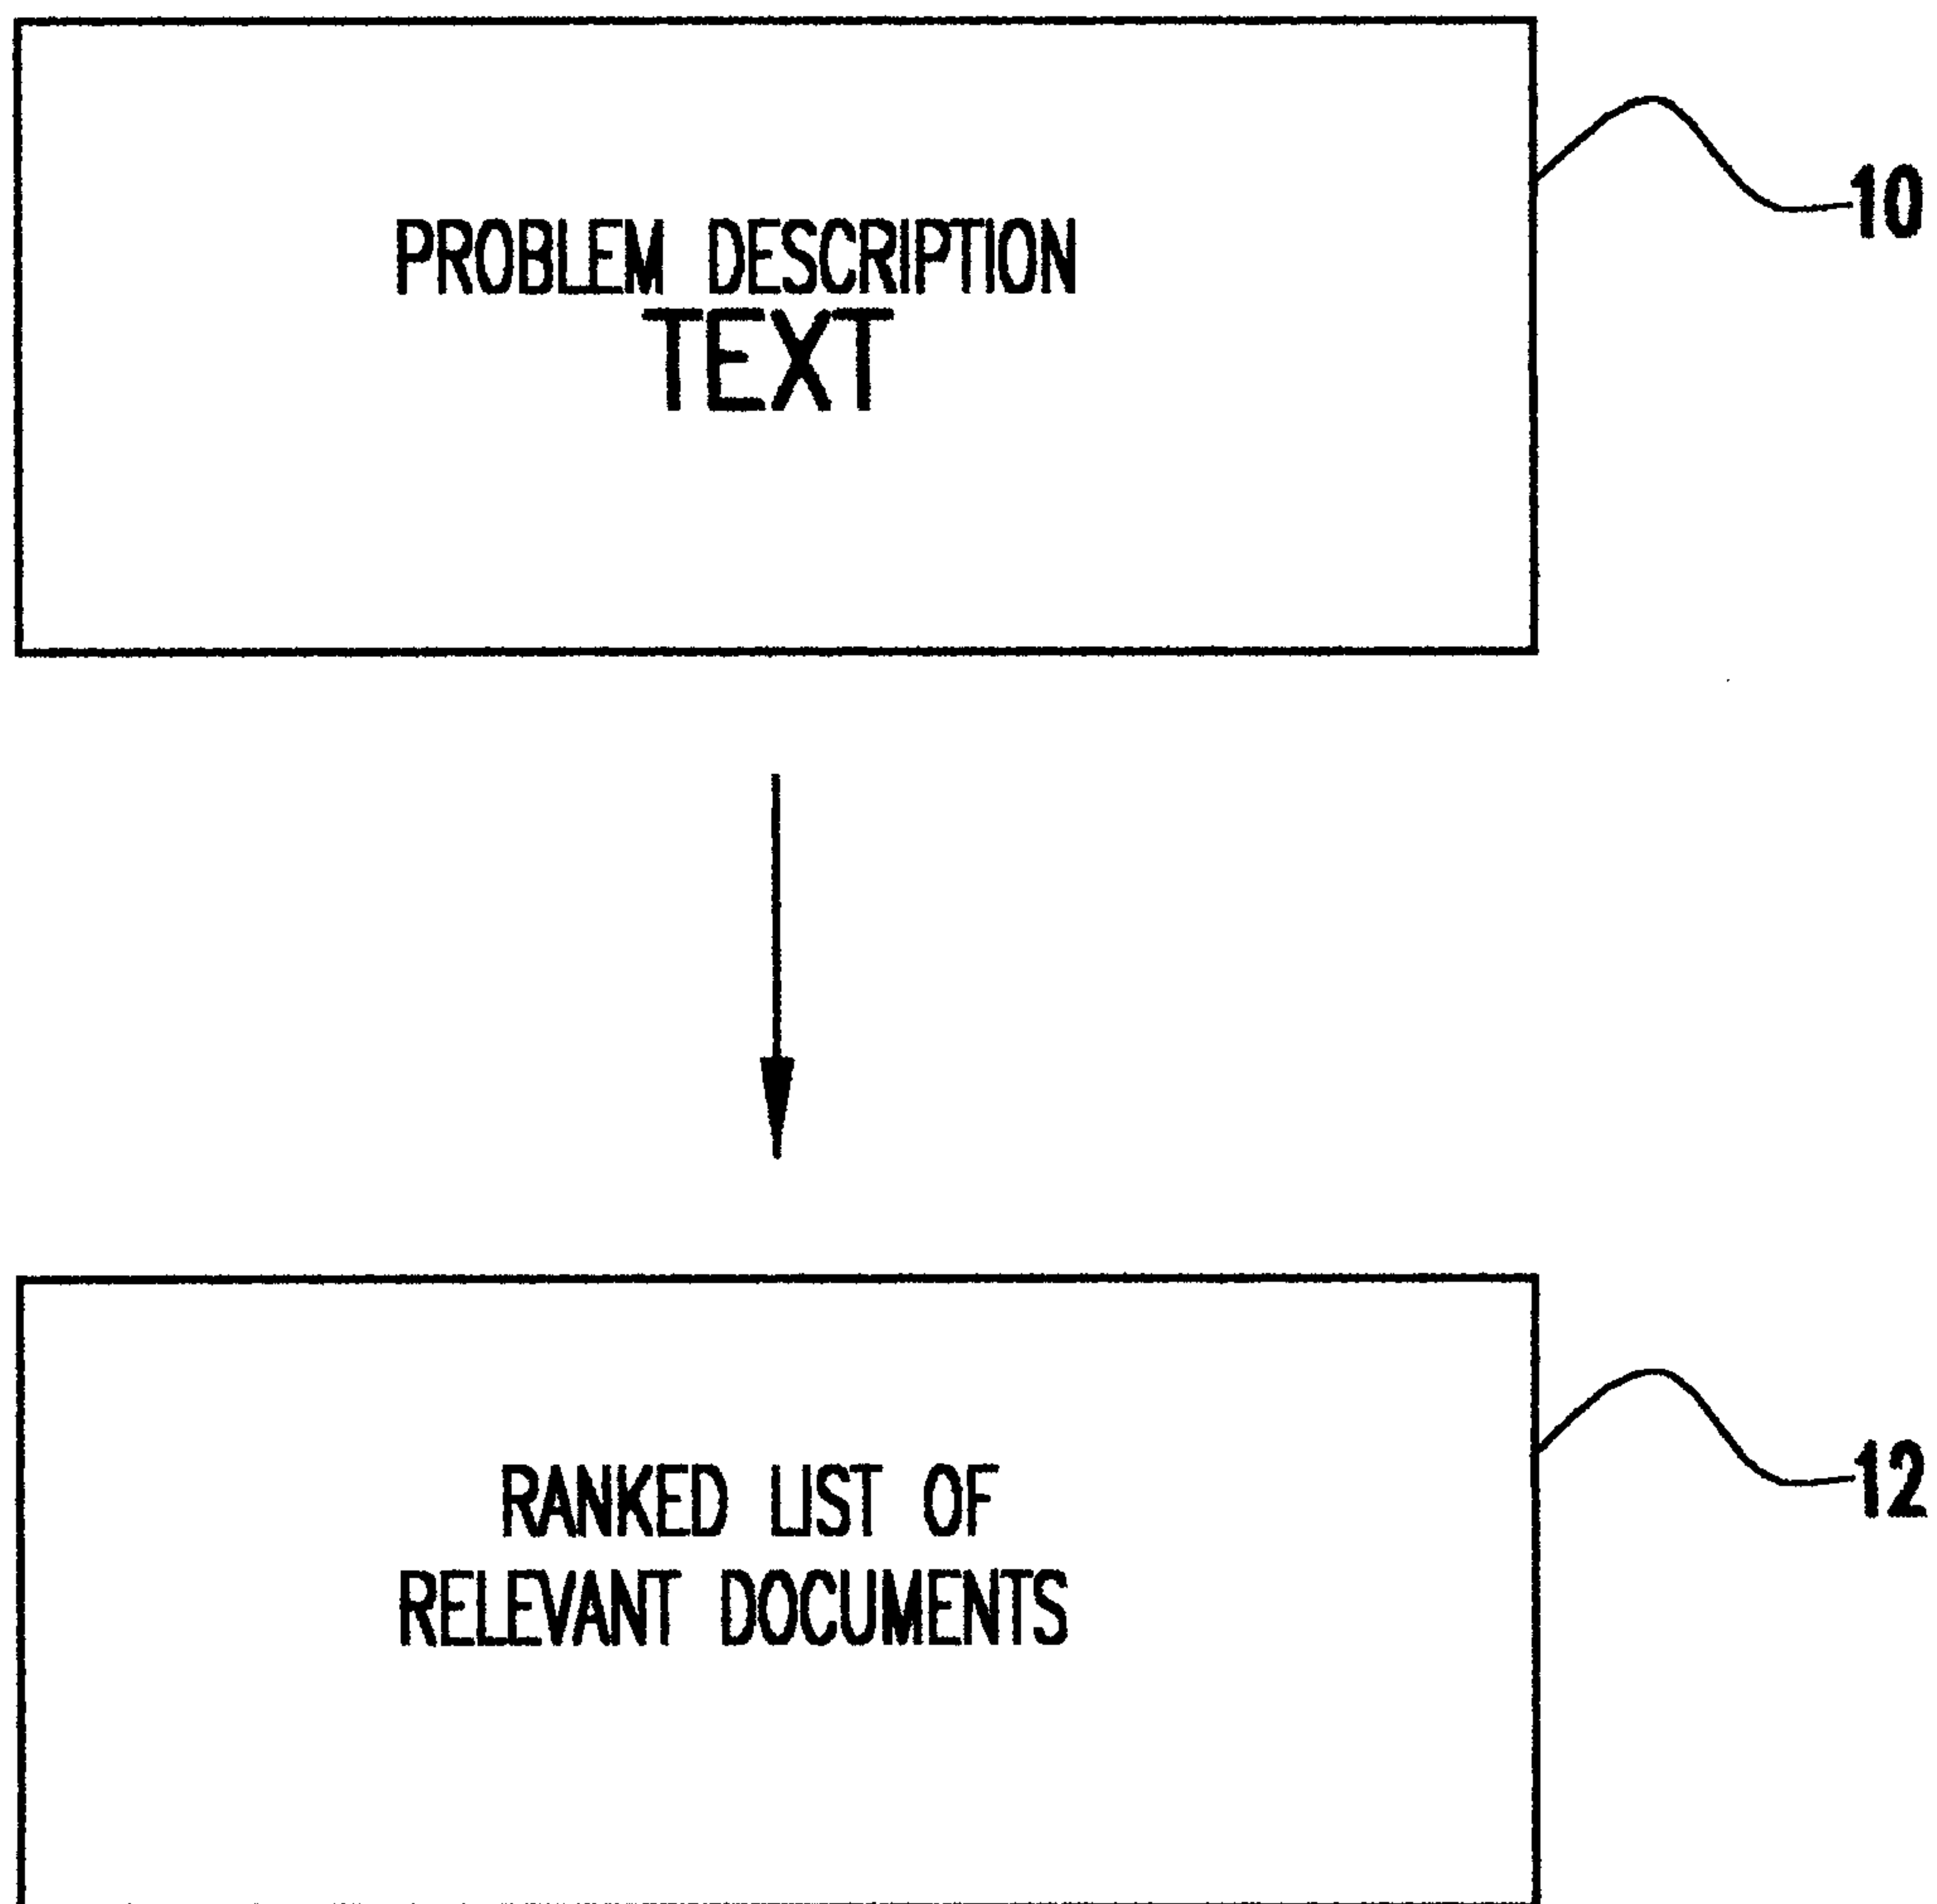 10
PROBLEM DESCRIPTION
TEXT
12
RANKED LIST OF
RELEVANT DOCUMENTS